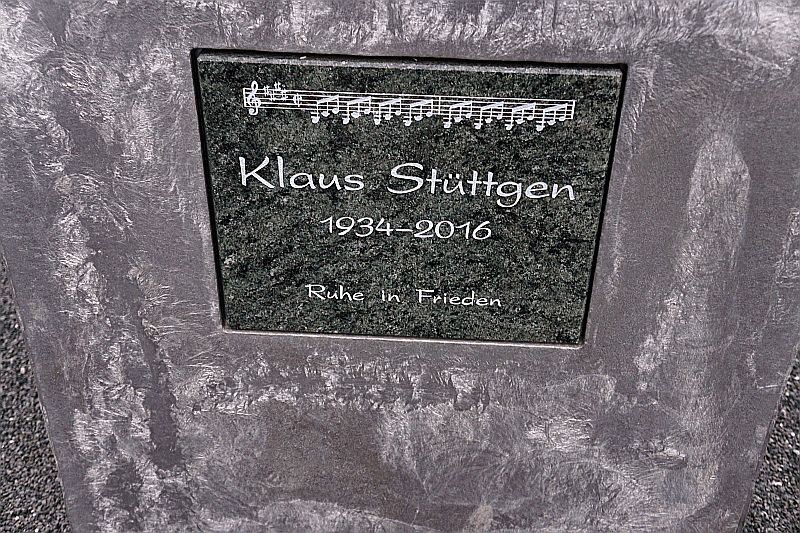 Klaus Stüttgen
1934–2016
Ruhe in Frieden